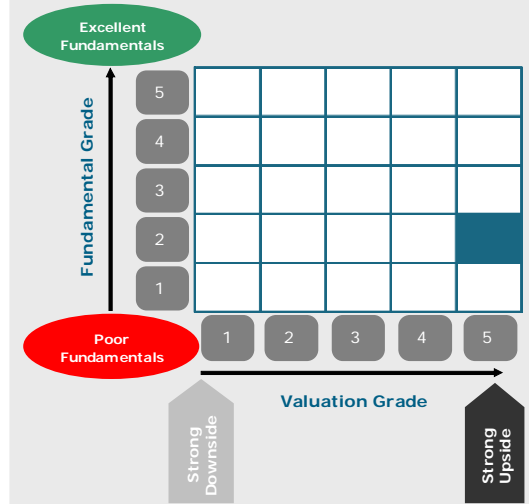 Excellent
Fundamentals
Fundamental Grade
5
4
3
2
1
Poor
Fundamentals
1
2
3
4
5
Valuation Grade
Strong
Downside
Strong
Upside